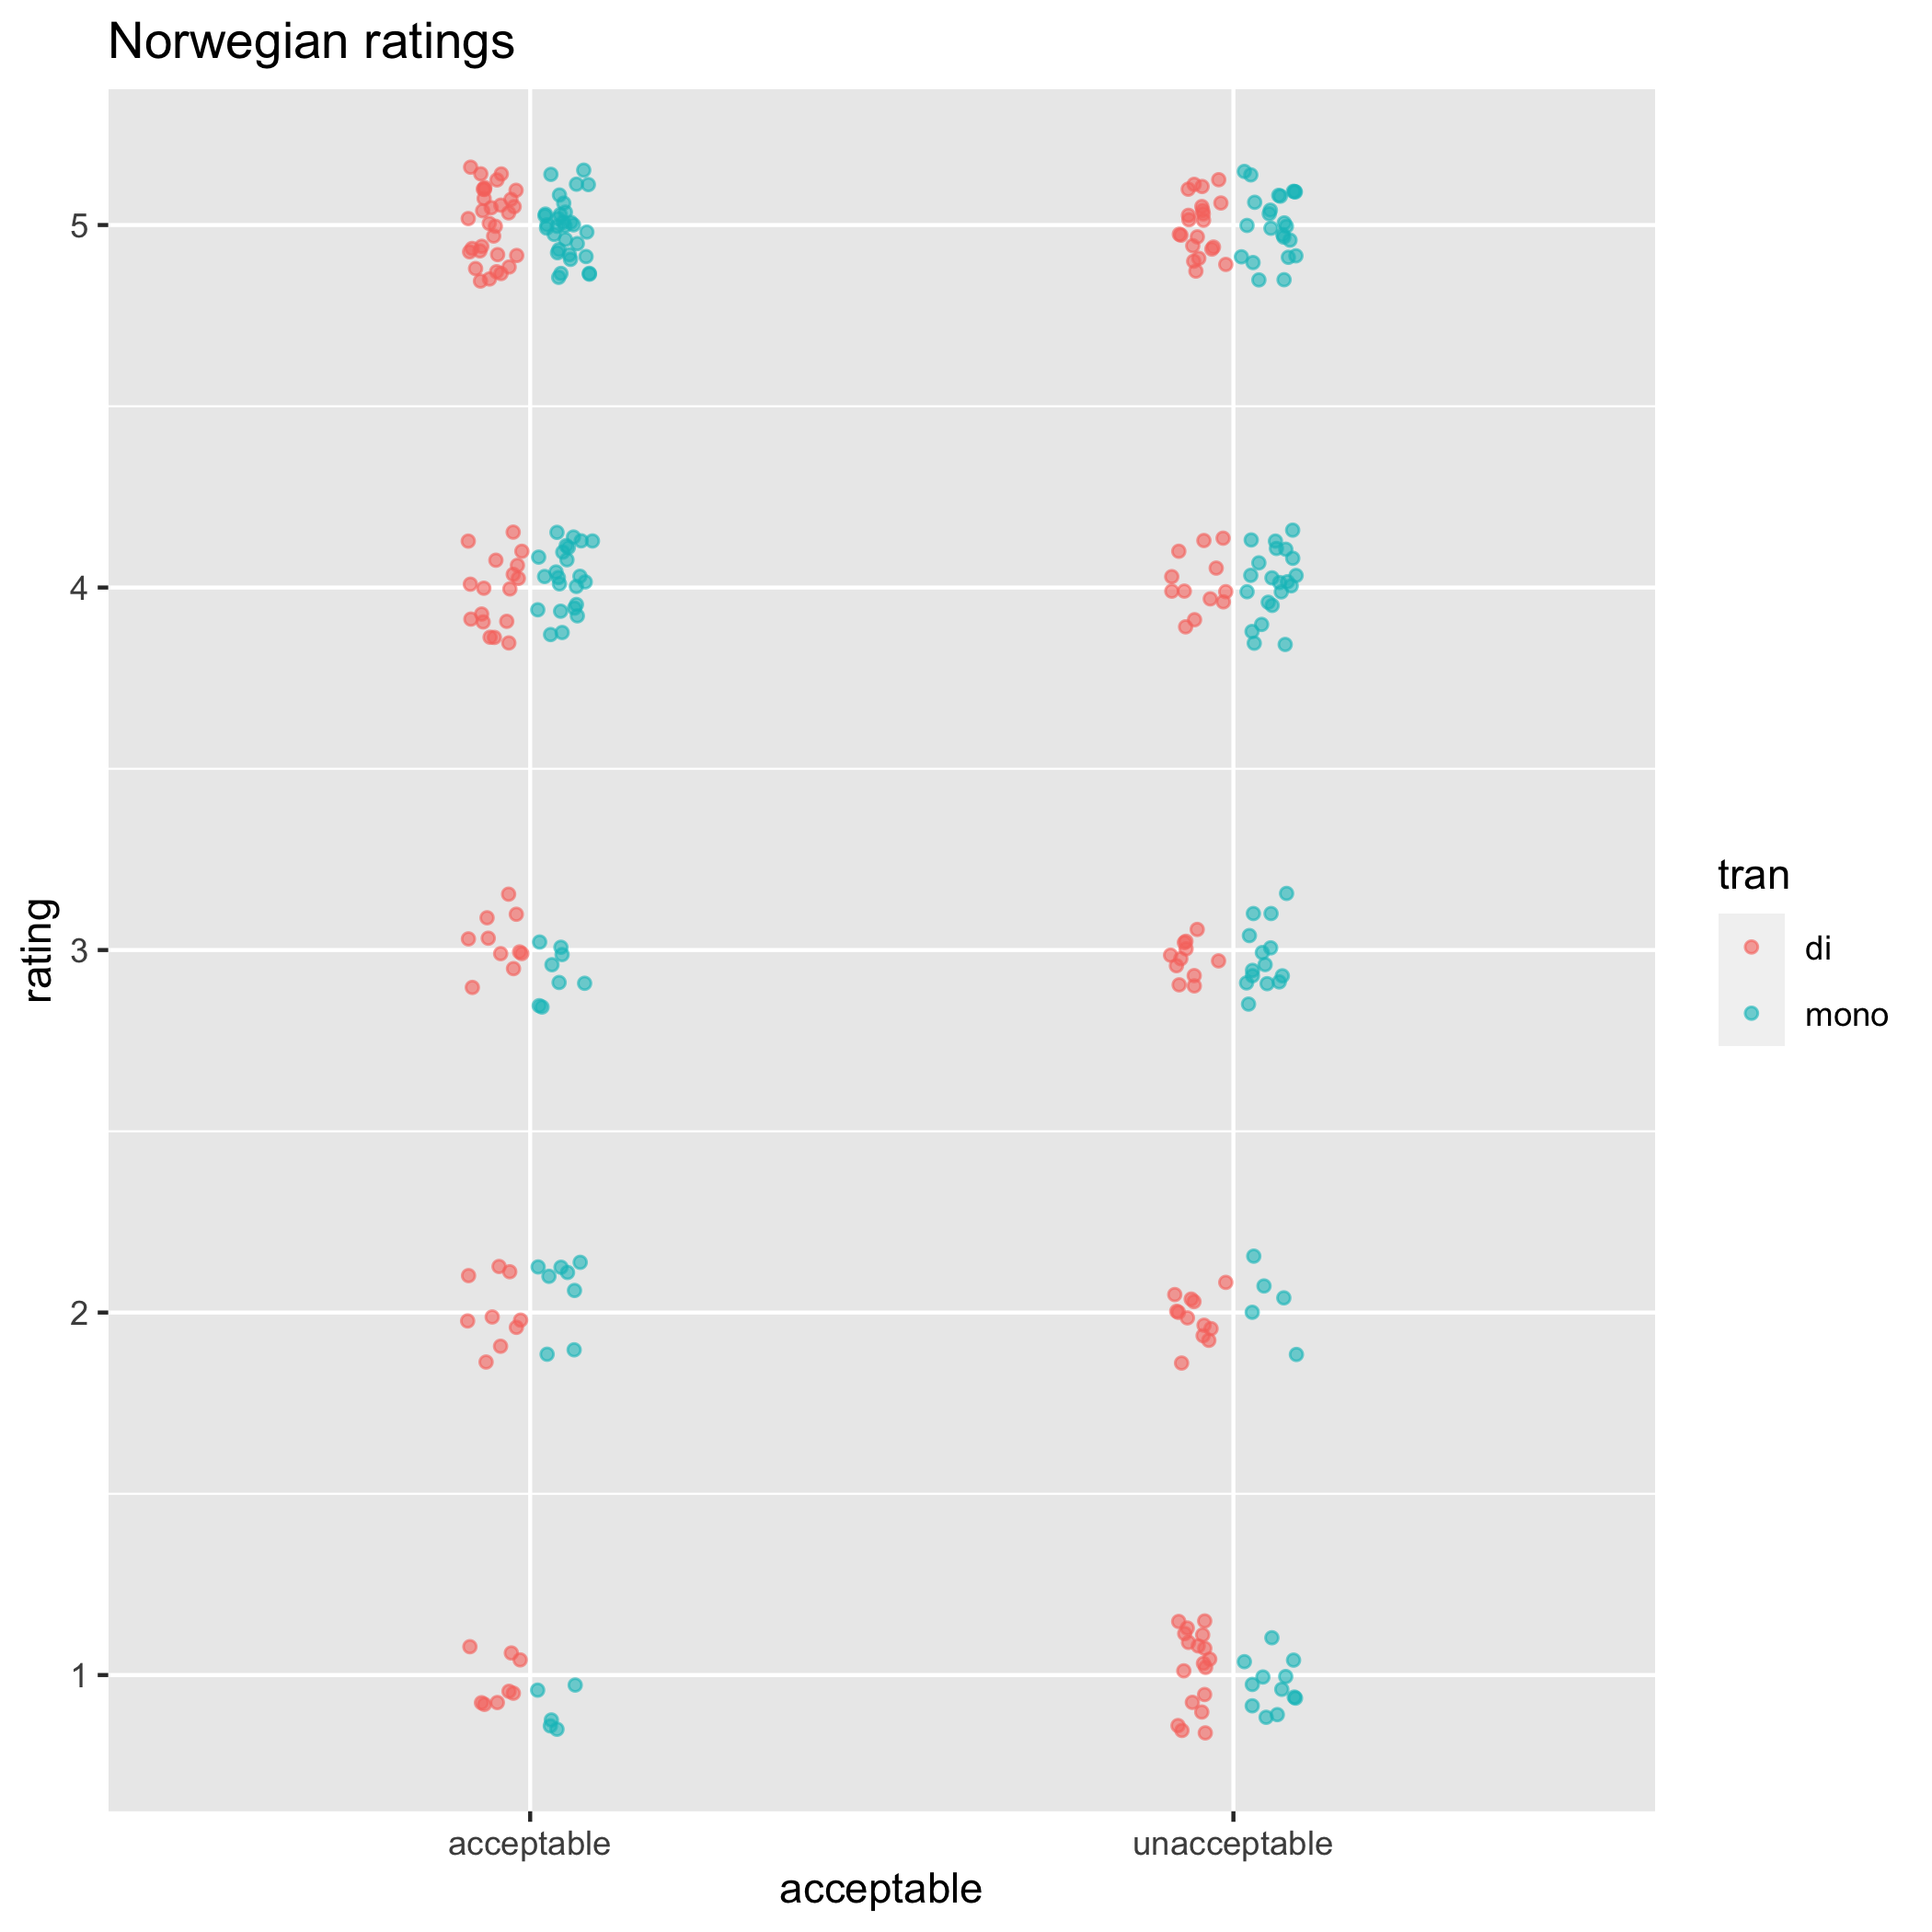 Norwegian ratings
5
4
3
2
1
rating
acceptable
unacceptable
acceptable
tran
di
mono